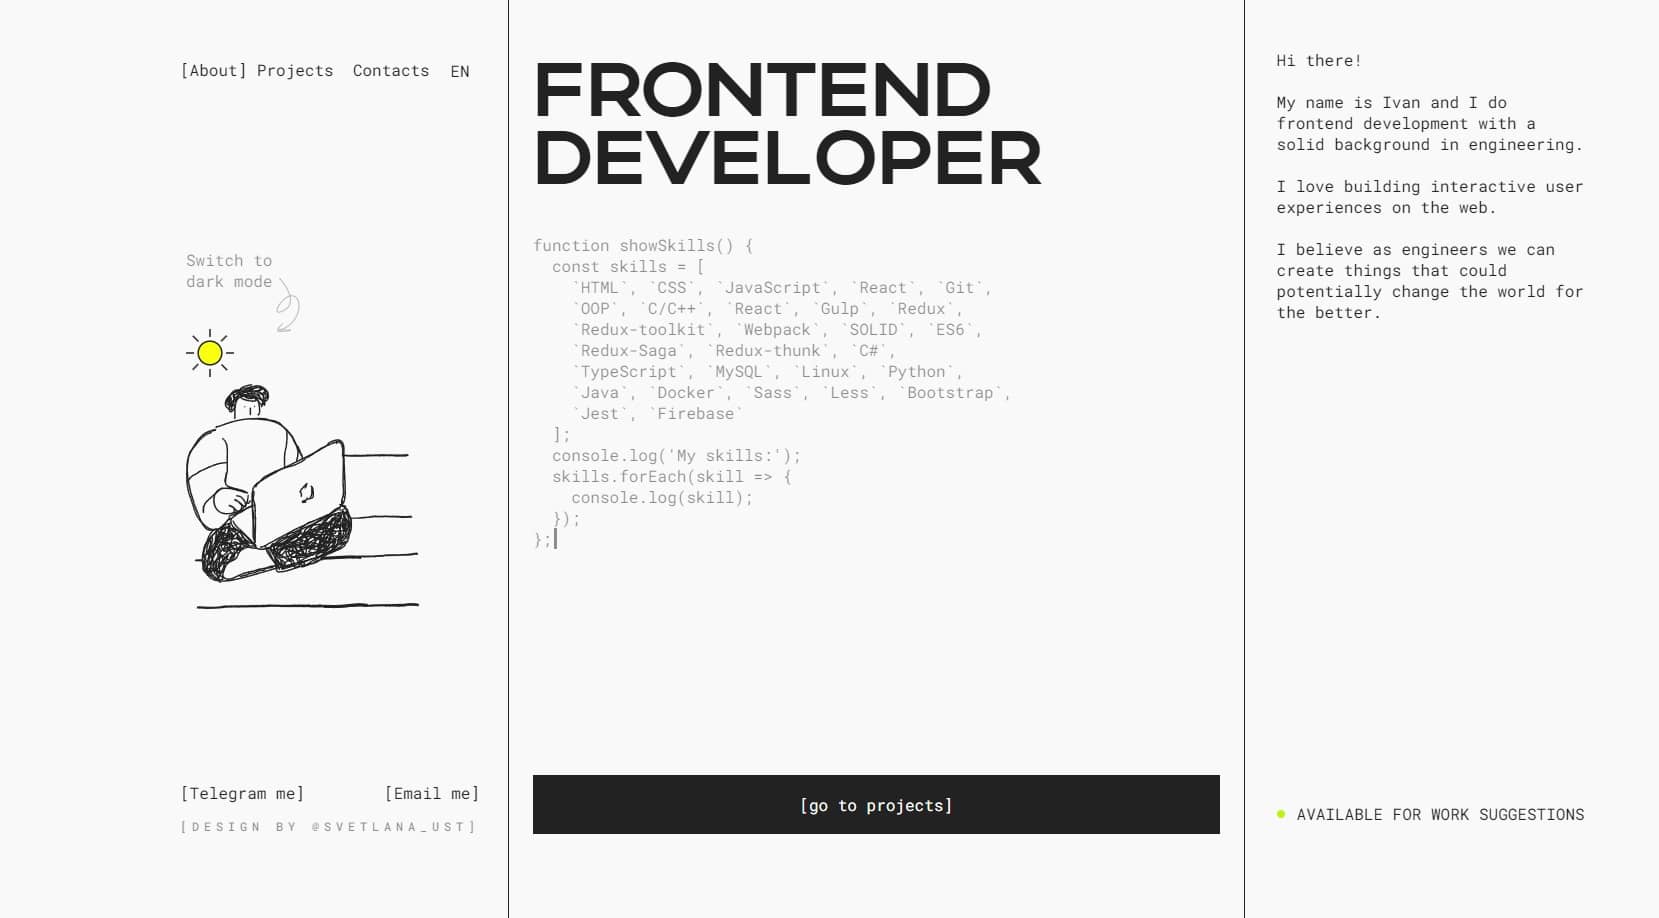 [About] Projects Contacts EN
Switch to
dark mode
[Telegram me] [Email me]
[DESIGN BY @SVETLANA_UST]
FRONTEND
DEVELOPER
function showSkills() {
  const skills = [
    `HTML`, `CSS`, `JavaScript`, `React`, `Git`,
    `OOP`, `C/C++`, `React`, `Gulp`, `Redux`,
    `Redux-toolkit`, `Webpack`, `SOLID`, `ES6`,
    `Redux-Saga`, `Redux-thunk`, `C#`,
    `TypeScript`, `MySQL`, `Linux`, `Python`,
    `Java`, `Docker`, `Sass`, `Less`, `Bootstrap`,
    `Jest`, `Firebase`
  ];
  console.log('My skills:');
  skills.forEach(skill => {
    console.log(skill);
  });
};
[go to projects]
Hi there!
My name is Ivan and I do
frontend development with a
solid background in engineering.
I love building interactive user
experiences on the web.
I believe as engineers we can
create things that could
potentially change the world for
the better.
AVAILABLE FOR WORK SUGGESTIONS